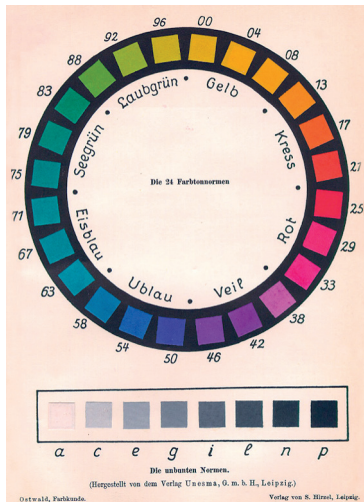 00
04
08
13
17
21
25
29
33
38
42
46
50
54
58
63
67
71
75
79
83
88
92
96
Gelb
Kress
Rot
Veil
Ublau
Eisblau
Seegrün
Laubgrün
Die 24 Farbtonnormen
a c e g i l n p
Die unbunten Normen.
(Hergestellt von dem Verlag Unesma, G. m. b. H., Leipzig.)
Ostwald, Farbkunde.
Verlag von S. Hirzel, Leipzig.